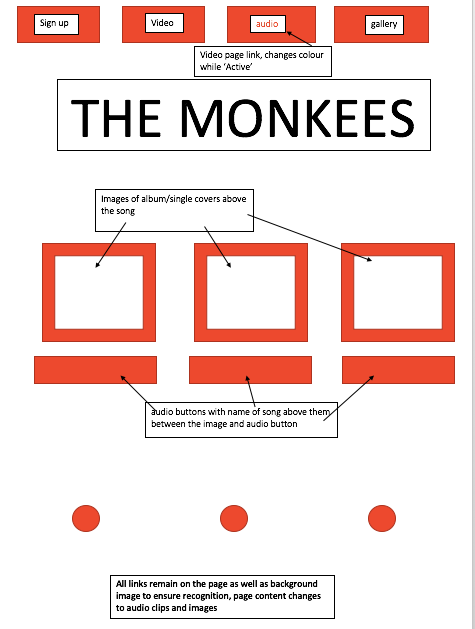 Sign up
Video
audio
gallery
Video page link, changes colour
while ‘Active’
THE MONKEES
Images of album/single covers above
the song
audio buttons with name of song above them
between the image and audio button
All links remain on the page as well as background
image to ensure recognition, page content changes
to audio clips and images